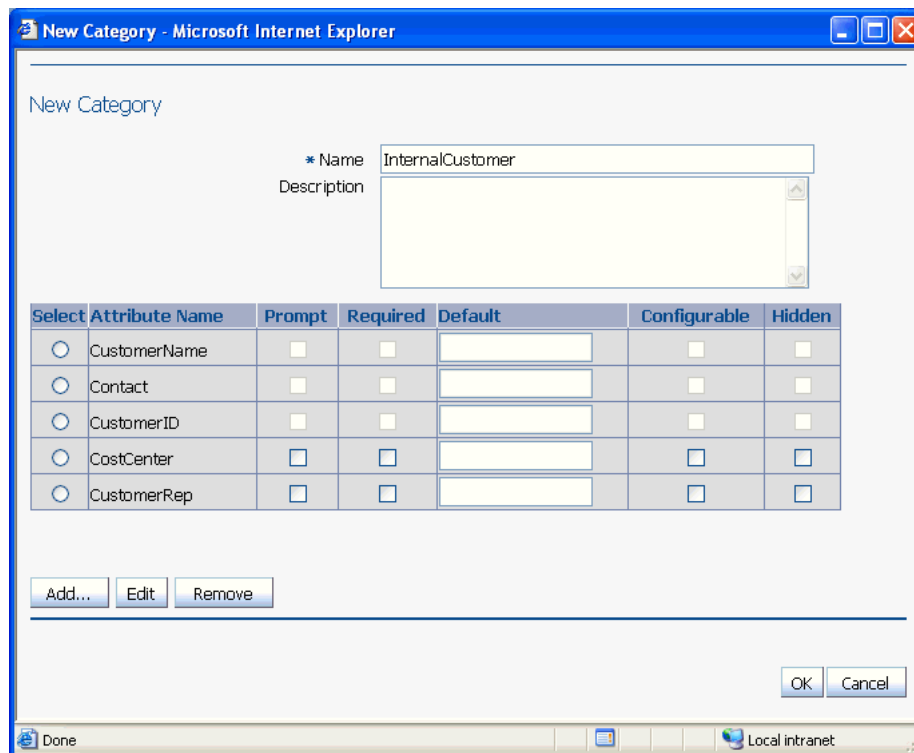 New Category - Microsoft Internet Explorer
New Category
* Name InternalCustomer
Description
Select Attribute Name Prompt Required Default Configurable Hidden
CustomerName
Contact
CustomerID
CostCenter
CustomerRep
Add... Edit Remove
OK Cancel
Done Local intranet